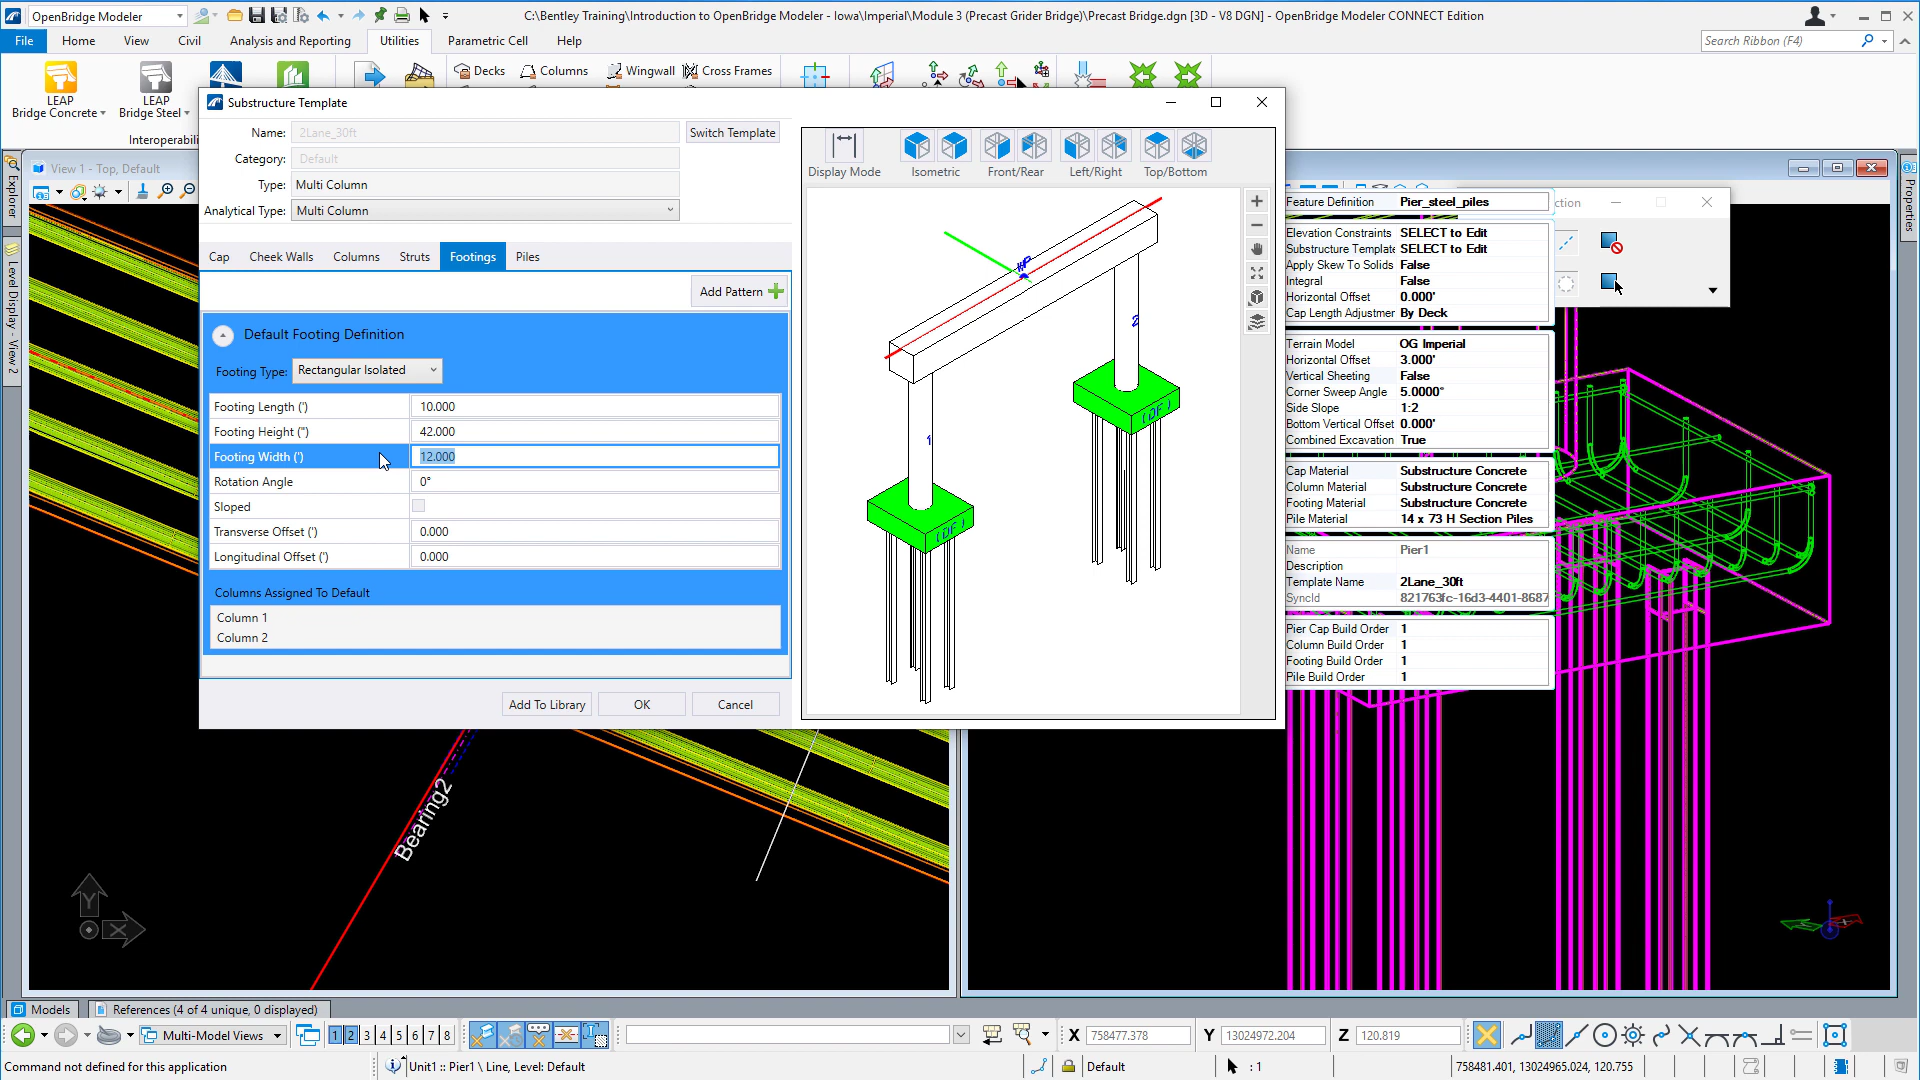 OpenBridge Modeler
C:\Bentley Training\Introduction to OpenBridge Modeler - Iowa\Imperial\Module 3 (Precast Grider Bridge)\Precast Bridge.dgn [3D - V8 DGN] - OpenBridge Modeler CONNECT Edition
File Home View Civil Analysis and Reporting Utilities Parametric Cell Help
Search Ribbon (F4)
LEAP
Bridge Concrete
LEAP
Bridge Steel
Decks Columns Wingwall Cross Frames
Substructure Template
Name: 2Lane_30ft Switch Template
Category: Default
Type: Multi Column
Analytical Type: Multi Column
Cap Cheek Walls Columns Struts Footings Piles
Add Pattern
Default Footing Definition
Footing Type: Rectangular Isolated
Footing Length (') 10.000
Footing Height (") 42.000
Footing Width (') 12.000
Rotation Angle 0°
Sloped
Transverse Offset (') 0.000
Longitudinal Offset (') 0.000
Columns Assigned To Default
Column 1
Column 2
Add To Library OK Cancel
Display Mode Isometric Front/Rear Left/Right Top/Bottom
1
2
(DF)
(DF)
View 1 - Top, Default
Explorer
Level Display - View 2
Properties
Feature Definition Pier_steel_piles
Elevation Constraints SELECT to Edit
Substructure Template SELECT to Edit
Apply Skew To Solids False
Integral False
Horizontal Offset 0.000'
Cap Length Adjustmer By Deck
Terrain Model OG Imperial
Horizontal Offset 3.000'
Vertical Sheeting False
Corner Sweep Angle 5.0000°
Side Slope 1:2
Bottom Vertical Offset 0.000'
Combined Excavation True
Cap Material Substructure Concrete
Column Material Substructure Concrete
Footing Material Substructure Concrete
Pile Material 14 x 73 H Section Piles
Name Pier1
Description
Template Name 2Lane_30ft
SyncId 821763fc-16d3-4401-8687
Pier Cap Build Order 1
Column Build Order 1
Footing Build Order 1
Pile Build Order 1
Bearing2
Y
X
Models References (4 of 4 unique, 0 displayed)
Multi-Model Views 1 2 3 4 5 6 7 8
X 758477.378 Y 13024972.204 Z 120.819
Command not defined for this application
Unit1 :: Pier1 \ Line, Level: Default
Default
: 1
758481.401, 13024965.024, 120.755